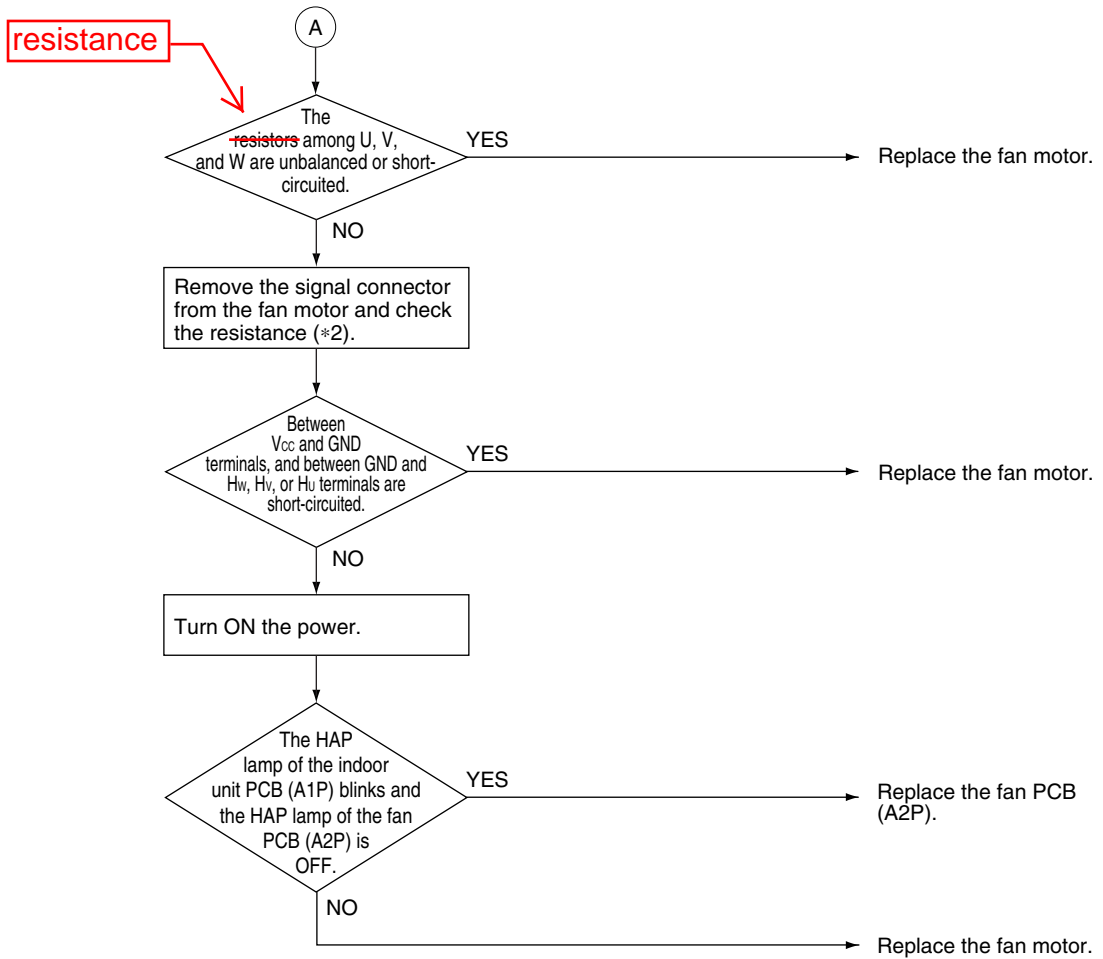 A
resistance
The
resistors among U, V,
and W are unbalanced or short-
circuited.
YES
Replace the fan motor.
NO
Remove the signal connector
from the fan motor and check
the resistance (*2).
Between
Vcc and GND
terminals, and between GND and
Hw, Hv, or Hu terminals are
short-circuited.
YES
Replace the fan motor.
NO
Turn ON the power.
The HAP
lamp of the indoor
unit PCB (A1P) blinks and
the HAP lamp of the fan
PCB (A2P) is
OFF.
YES
Replace the fan PCB
(A2P).
NO
Replace the fan motor.